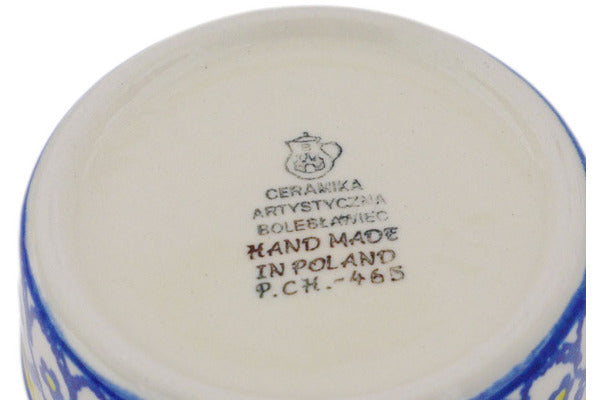 CERAMIKA
ARTYSTYCZNA
BOLESŁAWIEC
HAND MADE
IN POLAND
P.CH.-465